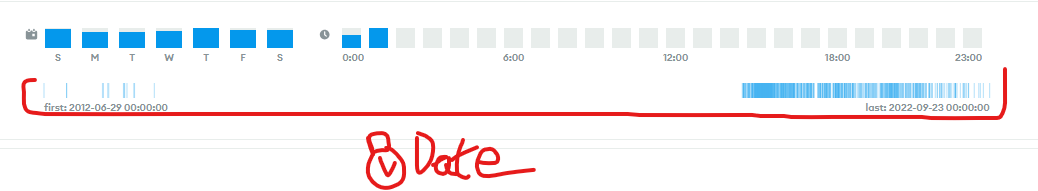 S M T W T F S 0:00 6:00 12:00 18:00 23:00
first: 2012-06-29 00:00:00 last: 2022-09-23 00:00:00
Date